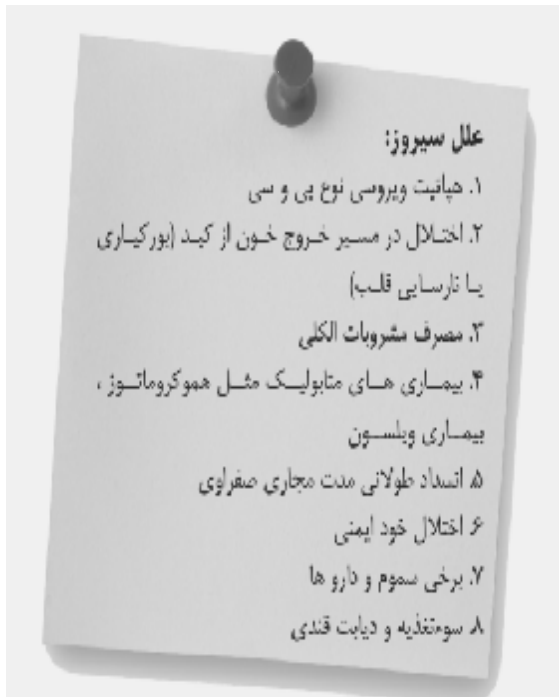 علل سیروز:
۱. هپاتیت ویروسی نوع بی و سی
۲. اختلال در مسیر خروج خون از کبد (بورکیاری
یا نارسایی قلب)
۳. مصرف مشروبات الکلی
۴. بیماری های متابولیک مثل هموکروماتوز ،
بیماری ویلسون
۵. انسداد طولانی مدت مجاری صفراوی
۶. اختلال خود ایمنی
۷. برخی سموم و دارو ها
۸. سوءتغذیه و دیابت قندی